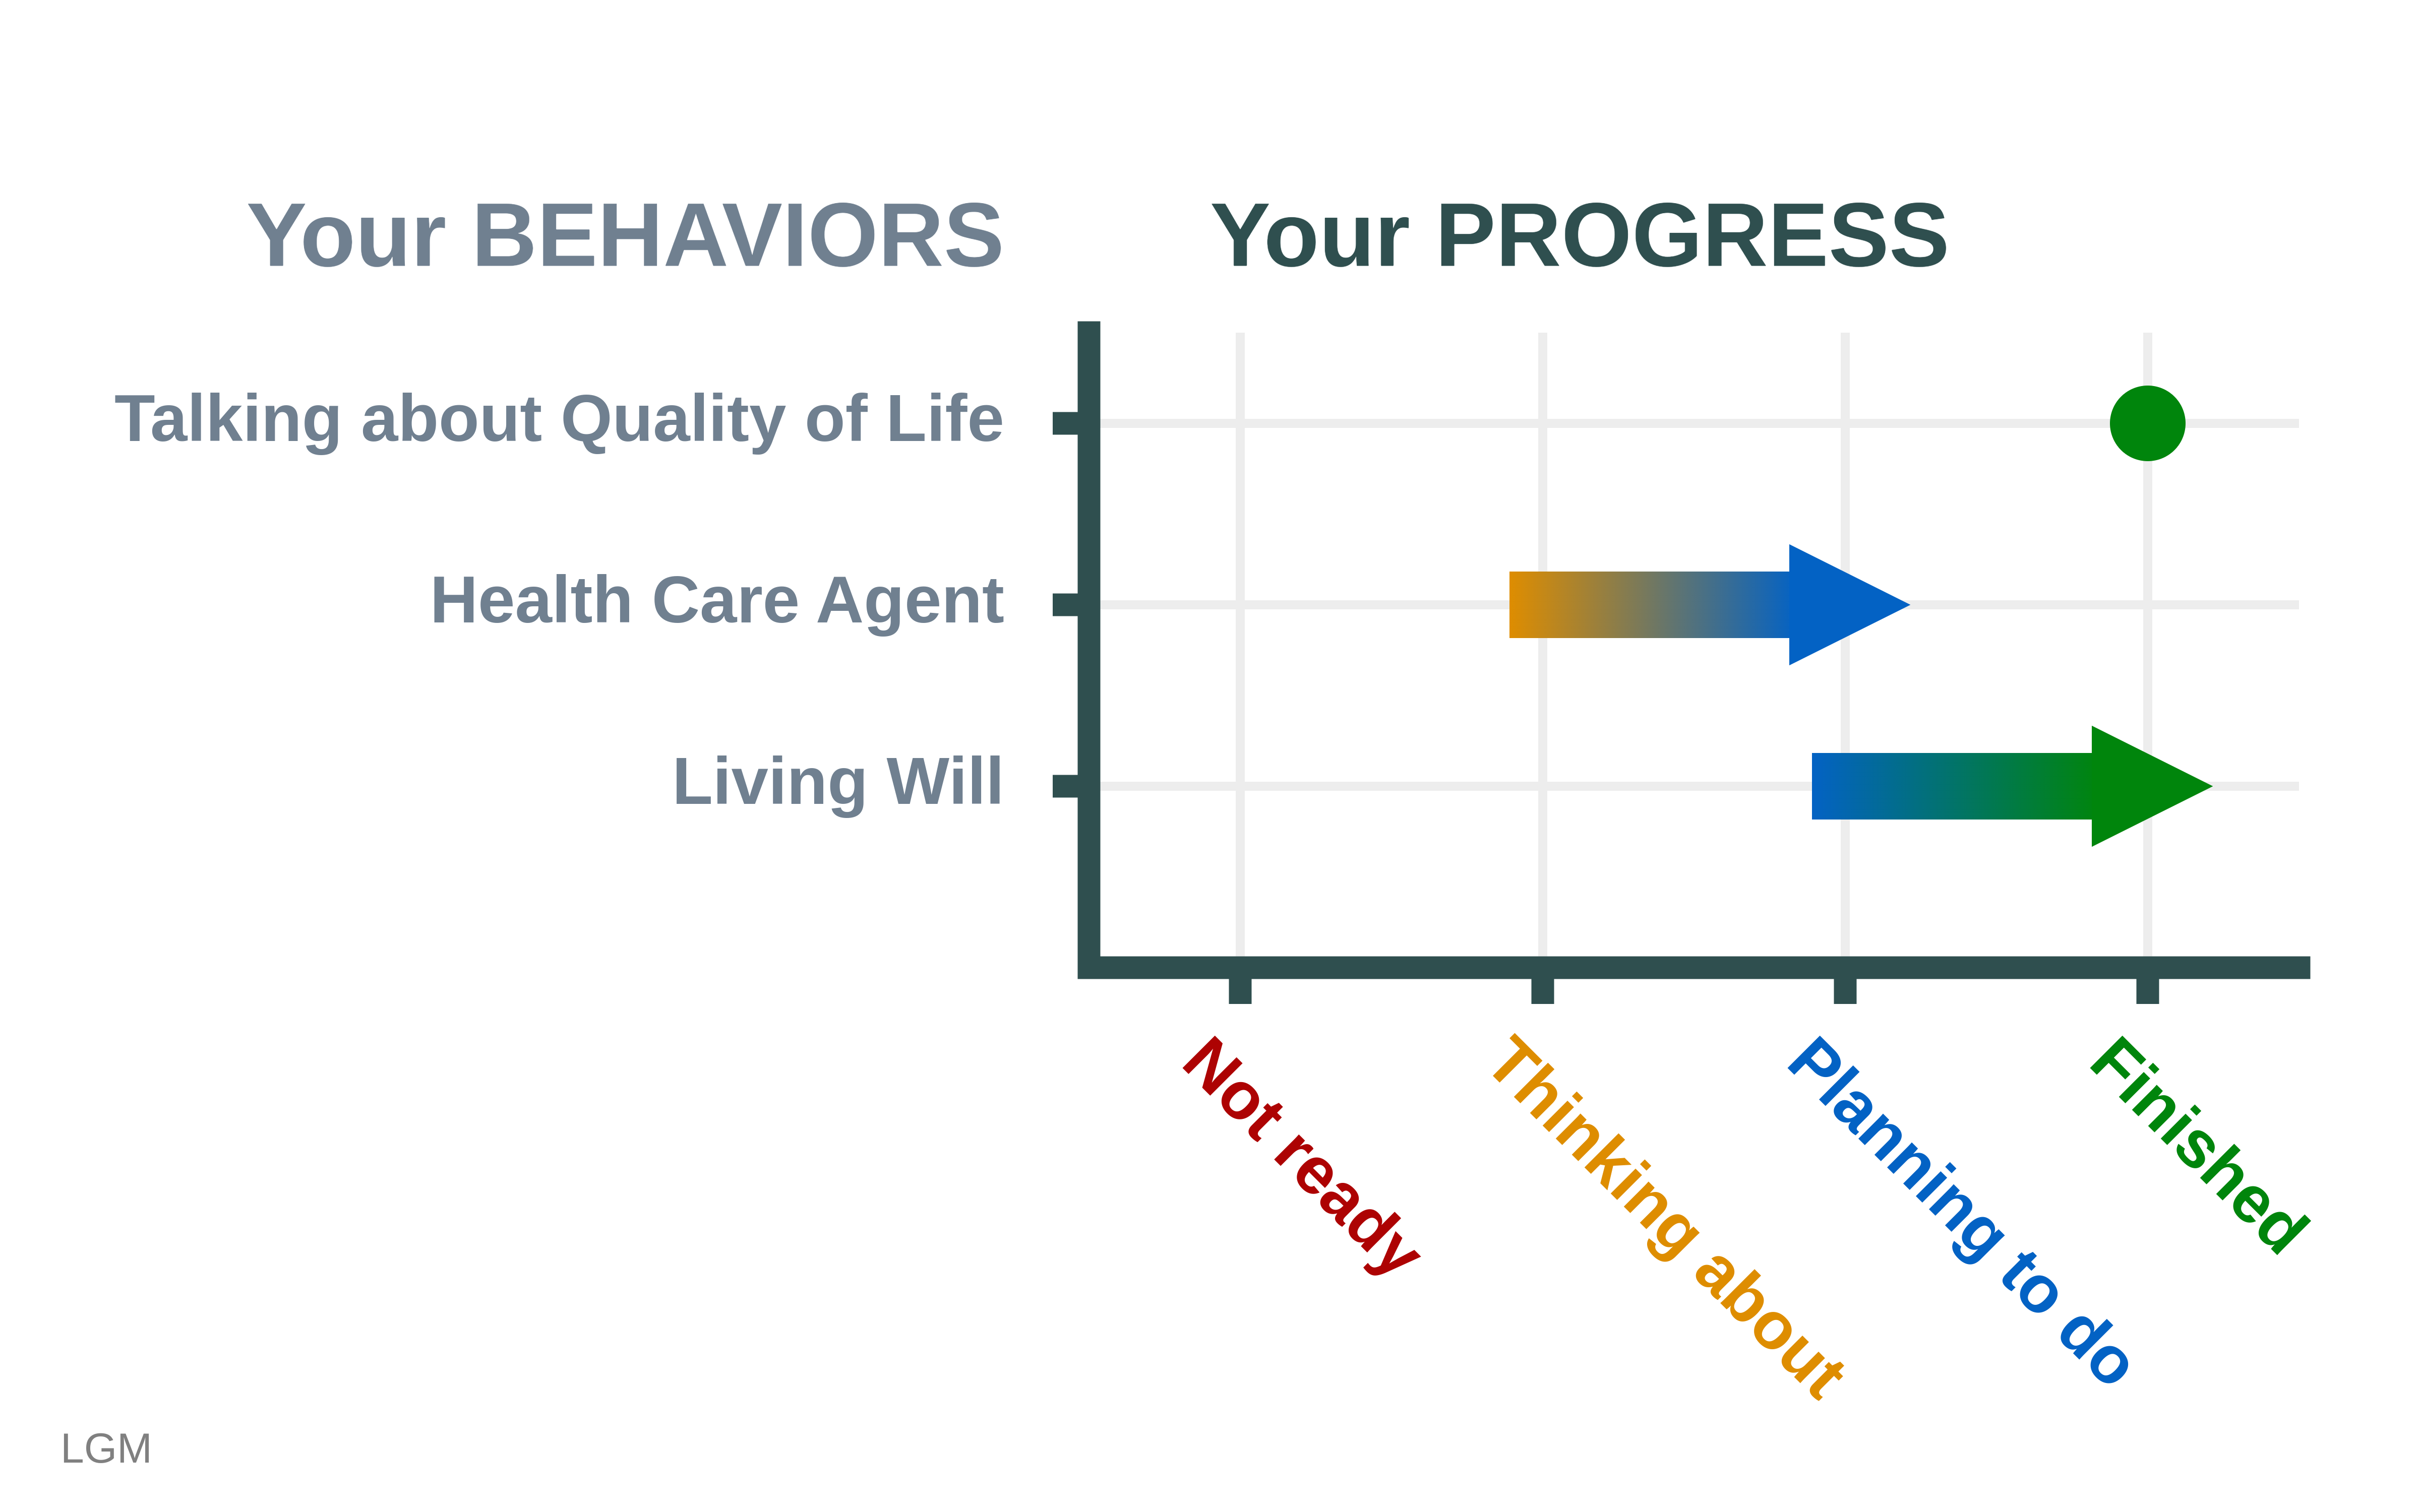 Your BEHAVIORS
Your PROGRESS
Talking about Quality of Life
Health Care Agent
Living Will
Not ready
Thinking about
Planning to do
Finished
LGM